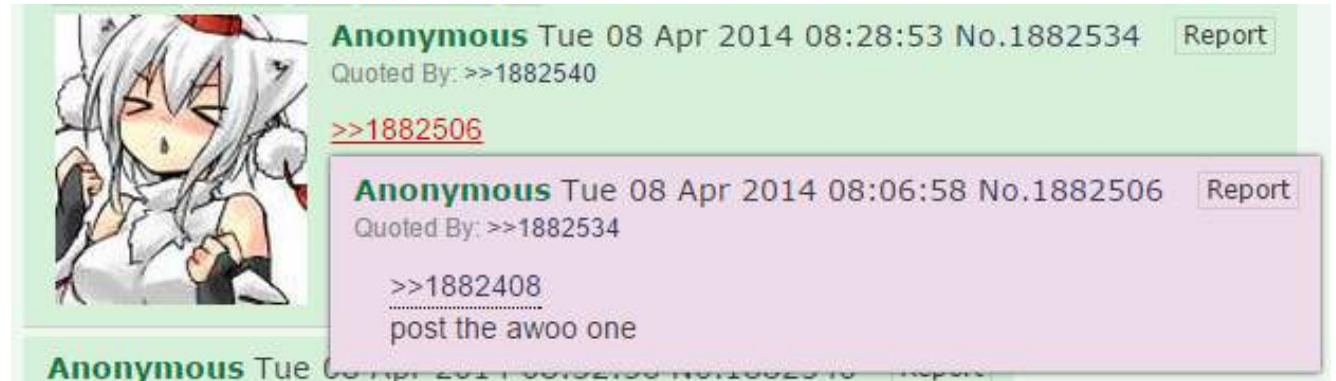 Anonymous Tue 08 Apr 2014 08:28:53 No.1882534 Report
Quoted By: >>1882540
>>1882506
Anonymous Tue 08 Apr 2014 08:06:58 No.1882506 Report
Quoted By: >>1882534
>>1882408
post the awoo one
Anonymous Tue